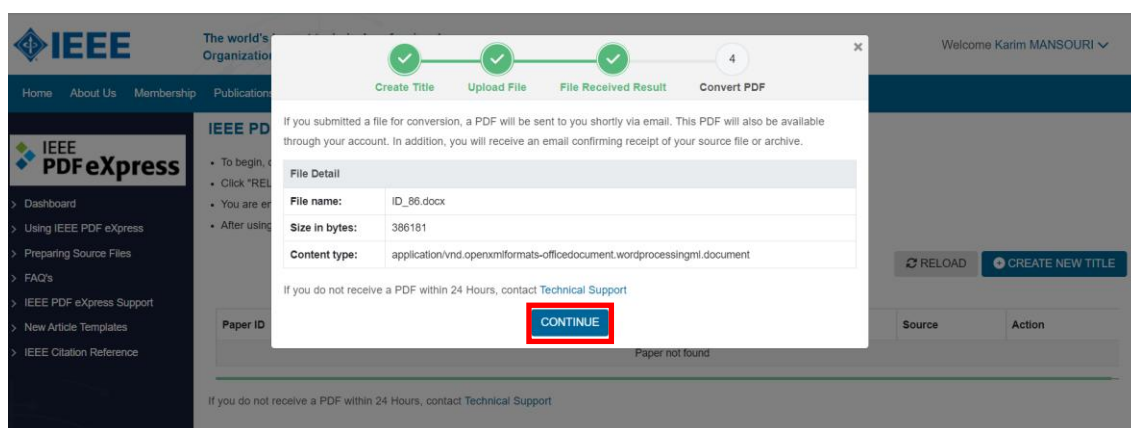 IEEE
The world's
Organization
Welcome Karim MANSOURI
Home About Us Membership Publication
×
4
Create Title Upload File File Received Result Convert PDF
If you submitted a file for conversion, a PDF will be sent to you shortly via email. This PDF will also be available
through your account. In addition, you will receive an email confirming receipt of your source file or archive.
File Detail
File name: ID_86.docx
Size in bytes: 386181
Content type: application/vnd.openxmlformats-officedocument.wordprocessingml.document
If you do not receive a PDF within 24 Hours, contact Technical Support
CONTINUE
IEEE
PDF eXpress
Dashboard
Using IEEE PDF eXpress
Preparing Source Files
FAQ's
IEEE PDF eXpress Support
New Article Templates
IEEE Citation Reference
IEEE PD
• To begin,
• Click "REL
• You are er
• After using
RELOAD CREATE NEW TITLE
Paper ID Source Action
Paper not found
If you do not receive a PDF within 24 Hours, contact Technical Support